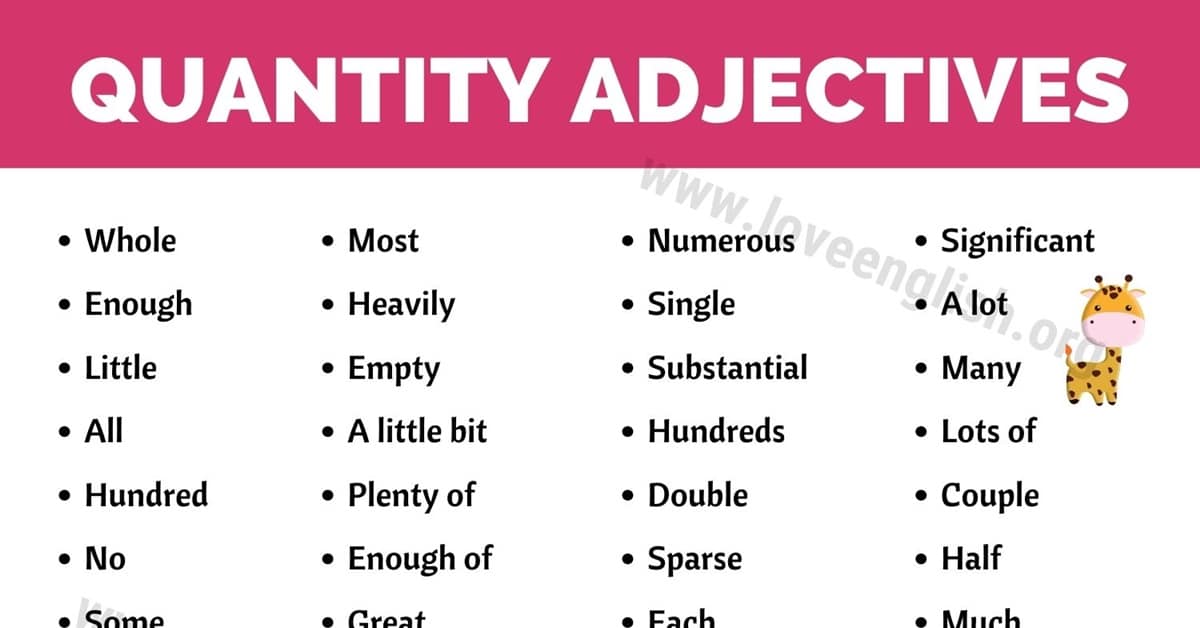 QUANTITY ADJECTIVES
www.loveenglish.org
• Whole
• Enough
• Little
• All
• Hundred
• No
• Some
• Most
• Heavily
• Empty
• A little bit
• Plenty of
• Enough of
• Great
• Numerous
• Single
• Substantial
• Hundreds
• Double
• Sparse
• Each
• Significant
• A lot
• Many
• Lots of
• Couple
• Half
• Much